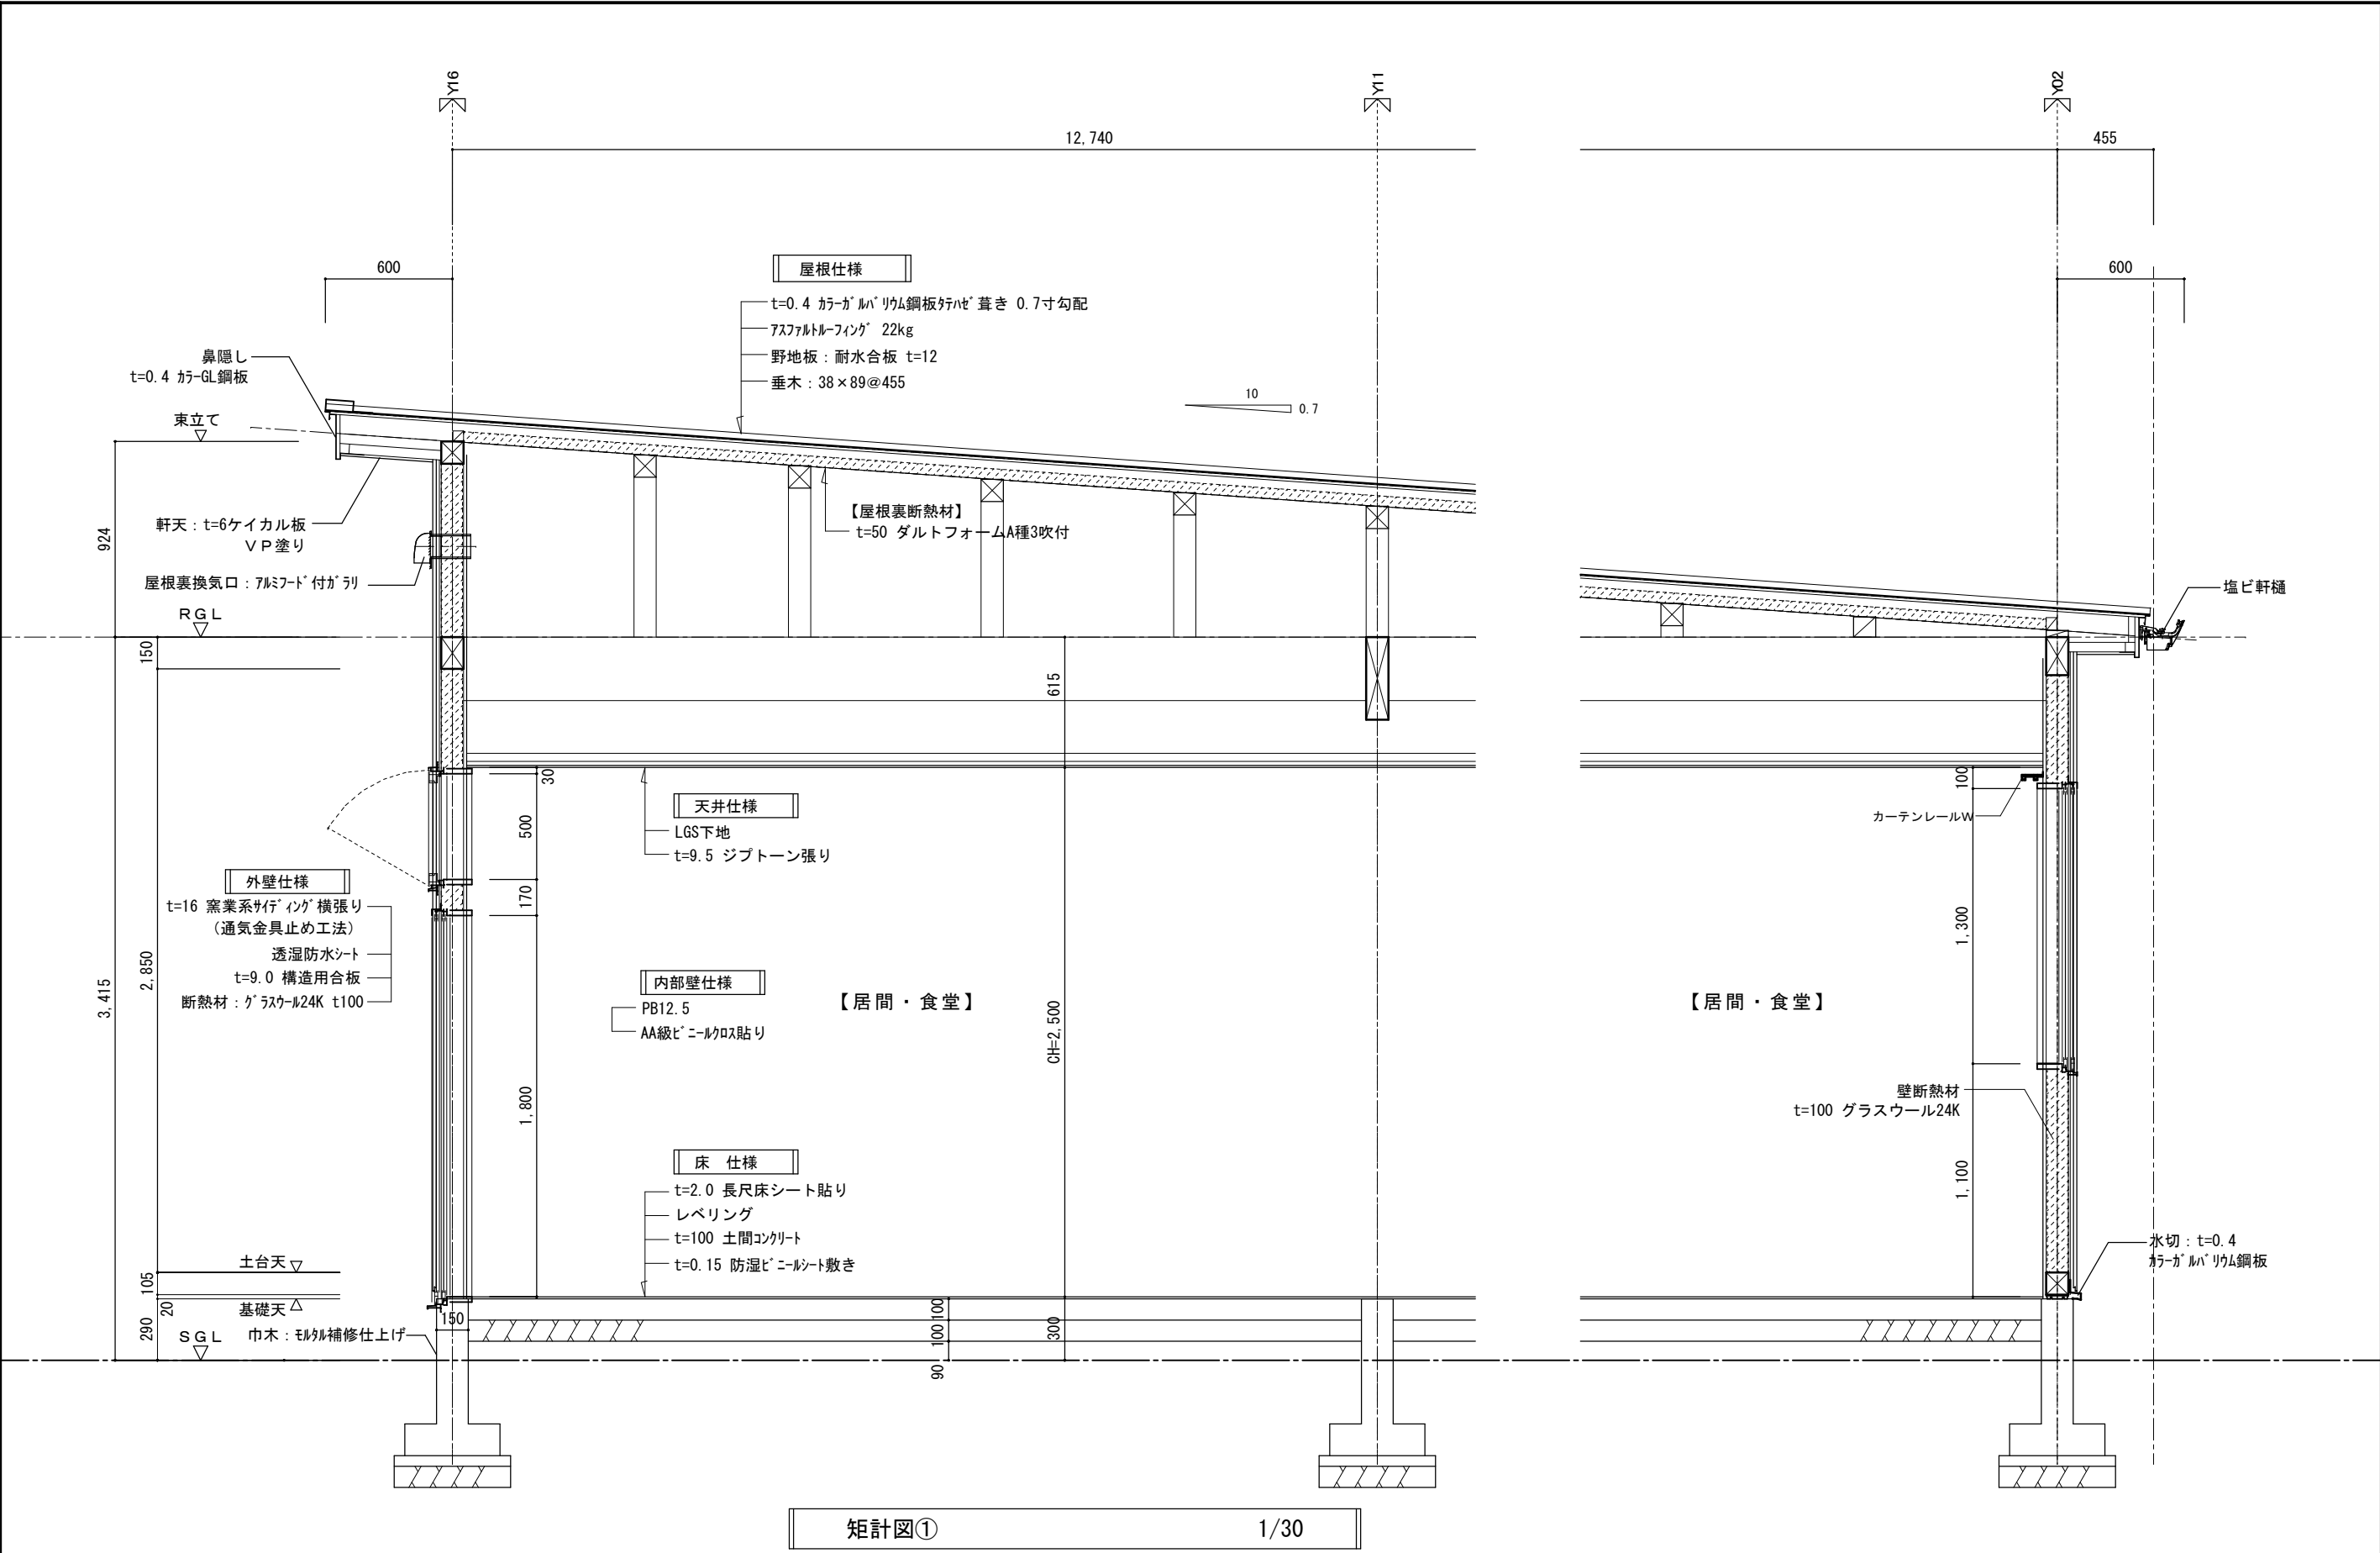 Y16
Y11
Y02
12,740
455
600
600
屋根仕様
t=0.4 ｶﾗｰｶﾞﾙﾊﾞﾘｳﾑ鋼板ﾀﾃﾊｾﾞ葺き 0.7寸勾配
ｱｽﾌｧﾙﾄﾙｰﾌｨﾝｸﾞ 22kg
野地板：耐水合板 t=12
垂木：38×89@455
鼻隠し
t=0.4 ｶﾗｰGL鋼板
束立て
10
0.7
【屋根裏断熱材】
t=50 ダルトフォームA種3吹付
軒天：t=6ケイカル板
ＶＰ塗り
924
屋根裏換気口：ｱﾙﾐﾌｰﾄﾞ付ｶﾞﾗﾘ
塩ビ軒樋
ＲＧＬ
150
615
30
100
天井仕様
LGS下地
t=9.5 ジプトーン張り
カーテンレールW
500
170
外壁仕様
t=16 窯業系ｻｲﾃﾞｨﾝｸﾞ横張り
（通気金具止め工法）
透湿防水ｼｰﾄ
t=9.0 構造用合板
断熱材：ｸﾞﾗｽｳｰﾙ24K t100
1,300
2,850
3,415
内部壁仕様
PB12.5
AA級ﾋﾞﾆｰﾙｸﾛｽ貼り
【居間・食堂】
【居間・食堂】
CH=2,500
1,800
壁断熱材
t=100 グラスウール24K
1,100
床　仕様
t=2.0 長尺床シート貼り
レベリング
t=100 土間ｺﾝｸﾘｰﾄ
t=0.15 防湿ﾋﾞﾆｰﾙｼｰﾄ敷き
水切：t=0.4
ｶﾗｰｶﾞﾙﾊﾞﾘｳﾑ鋼板
土台天
105
20
基礎天
290
ＳＧＬ
巾木：ﾓﾙﾀﾙ補修仕上げ
150
100
100
90
300
矩計図①
1/30